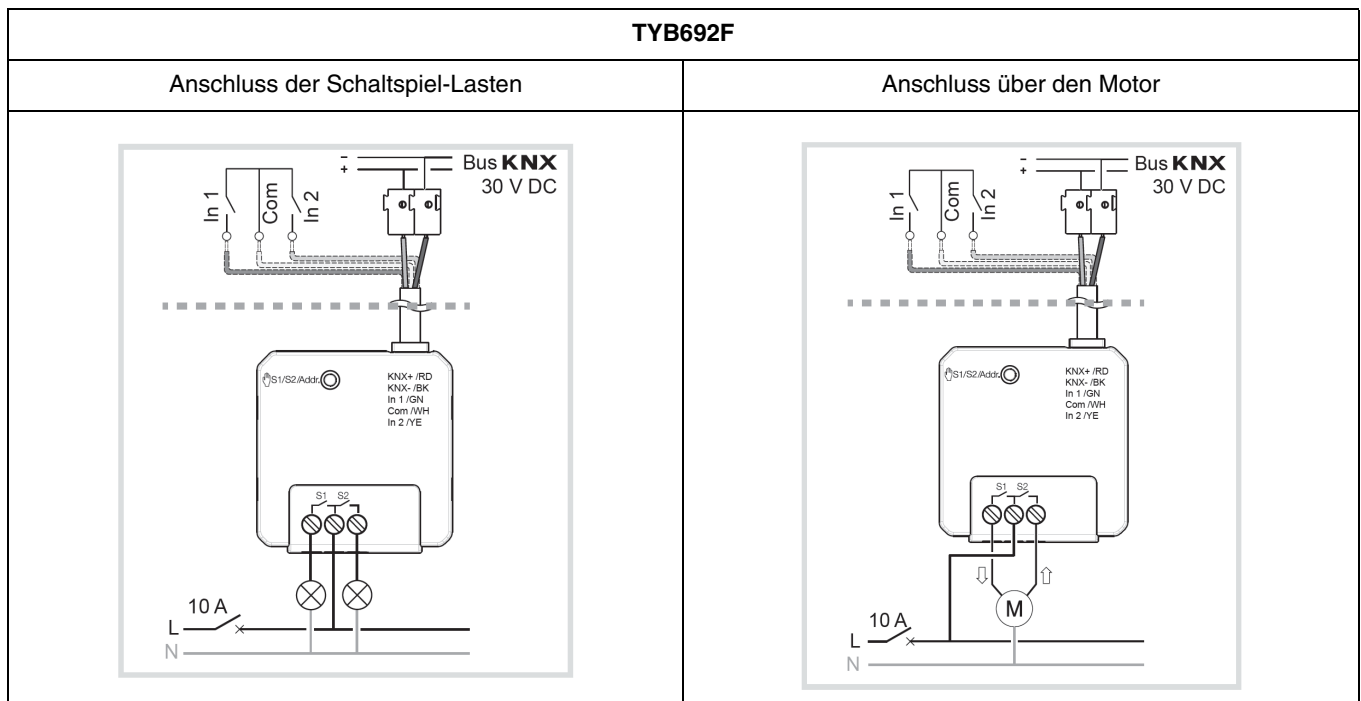 TYB692F
Anschluss der Schaltspiel-Lasten
Anschluss über den Motor
In 1
Com
In 2
- 
+
Bus KNX
30 V DC
S1/S2/Addr.
KNX+ /RD
KNX- /BK
In 1 /GN
Com /WH
In 2 /YE
S1 S2
10 A
L
N
In 1
Com
In 2
-
+
Bus KNX
30 V DC
S1/S2/Addr.
KNX+ /RD
KNX- /BK
In 1 /GN
Com /WH
In 2 /YE
S1 S2
M
10 A
L
N